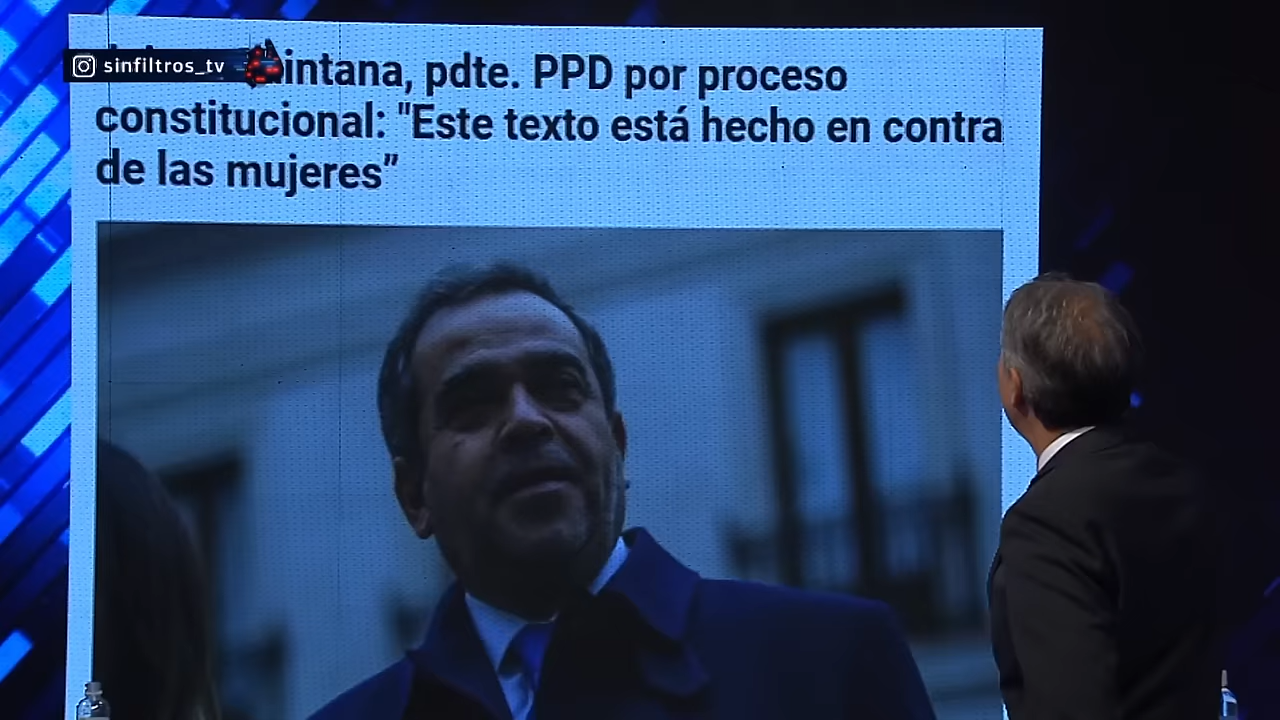 sinfiltros_tv
intana, pdte. PPD por proceso
constitucional: "Este texto está hecho en contra
de las mujeres”